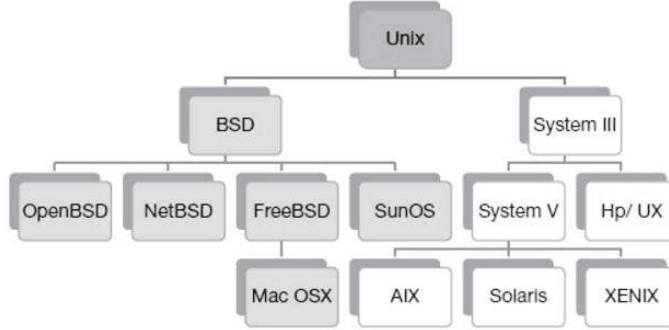 Unix
BSD
System III
OpenBSD
NetBSD
FreeBSD
SunOS
System V
Hp/ UX
Mac OSX
AIX
Solaris
XENIX